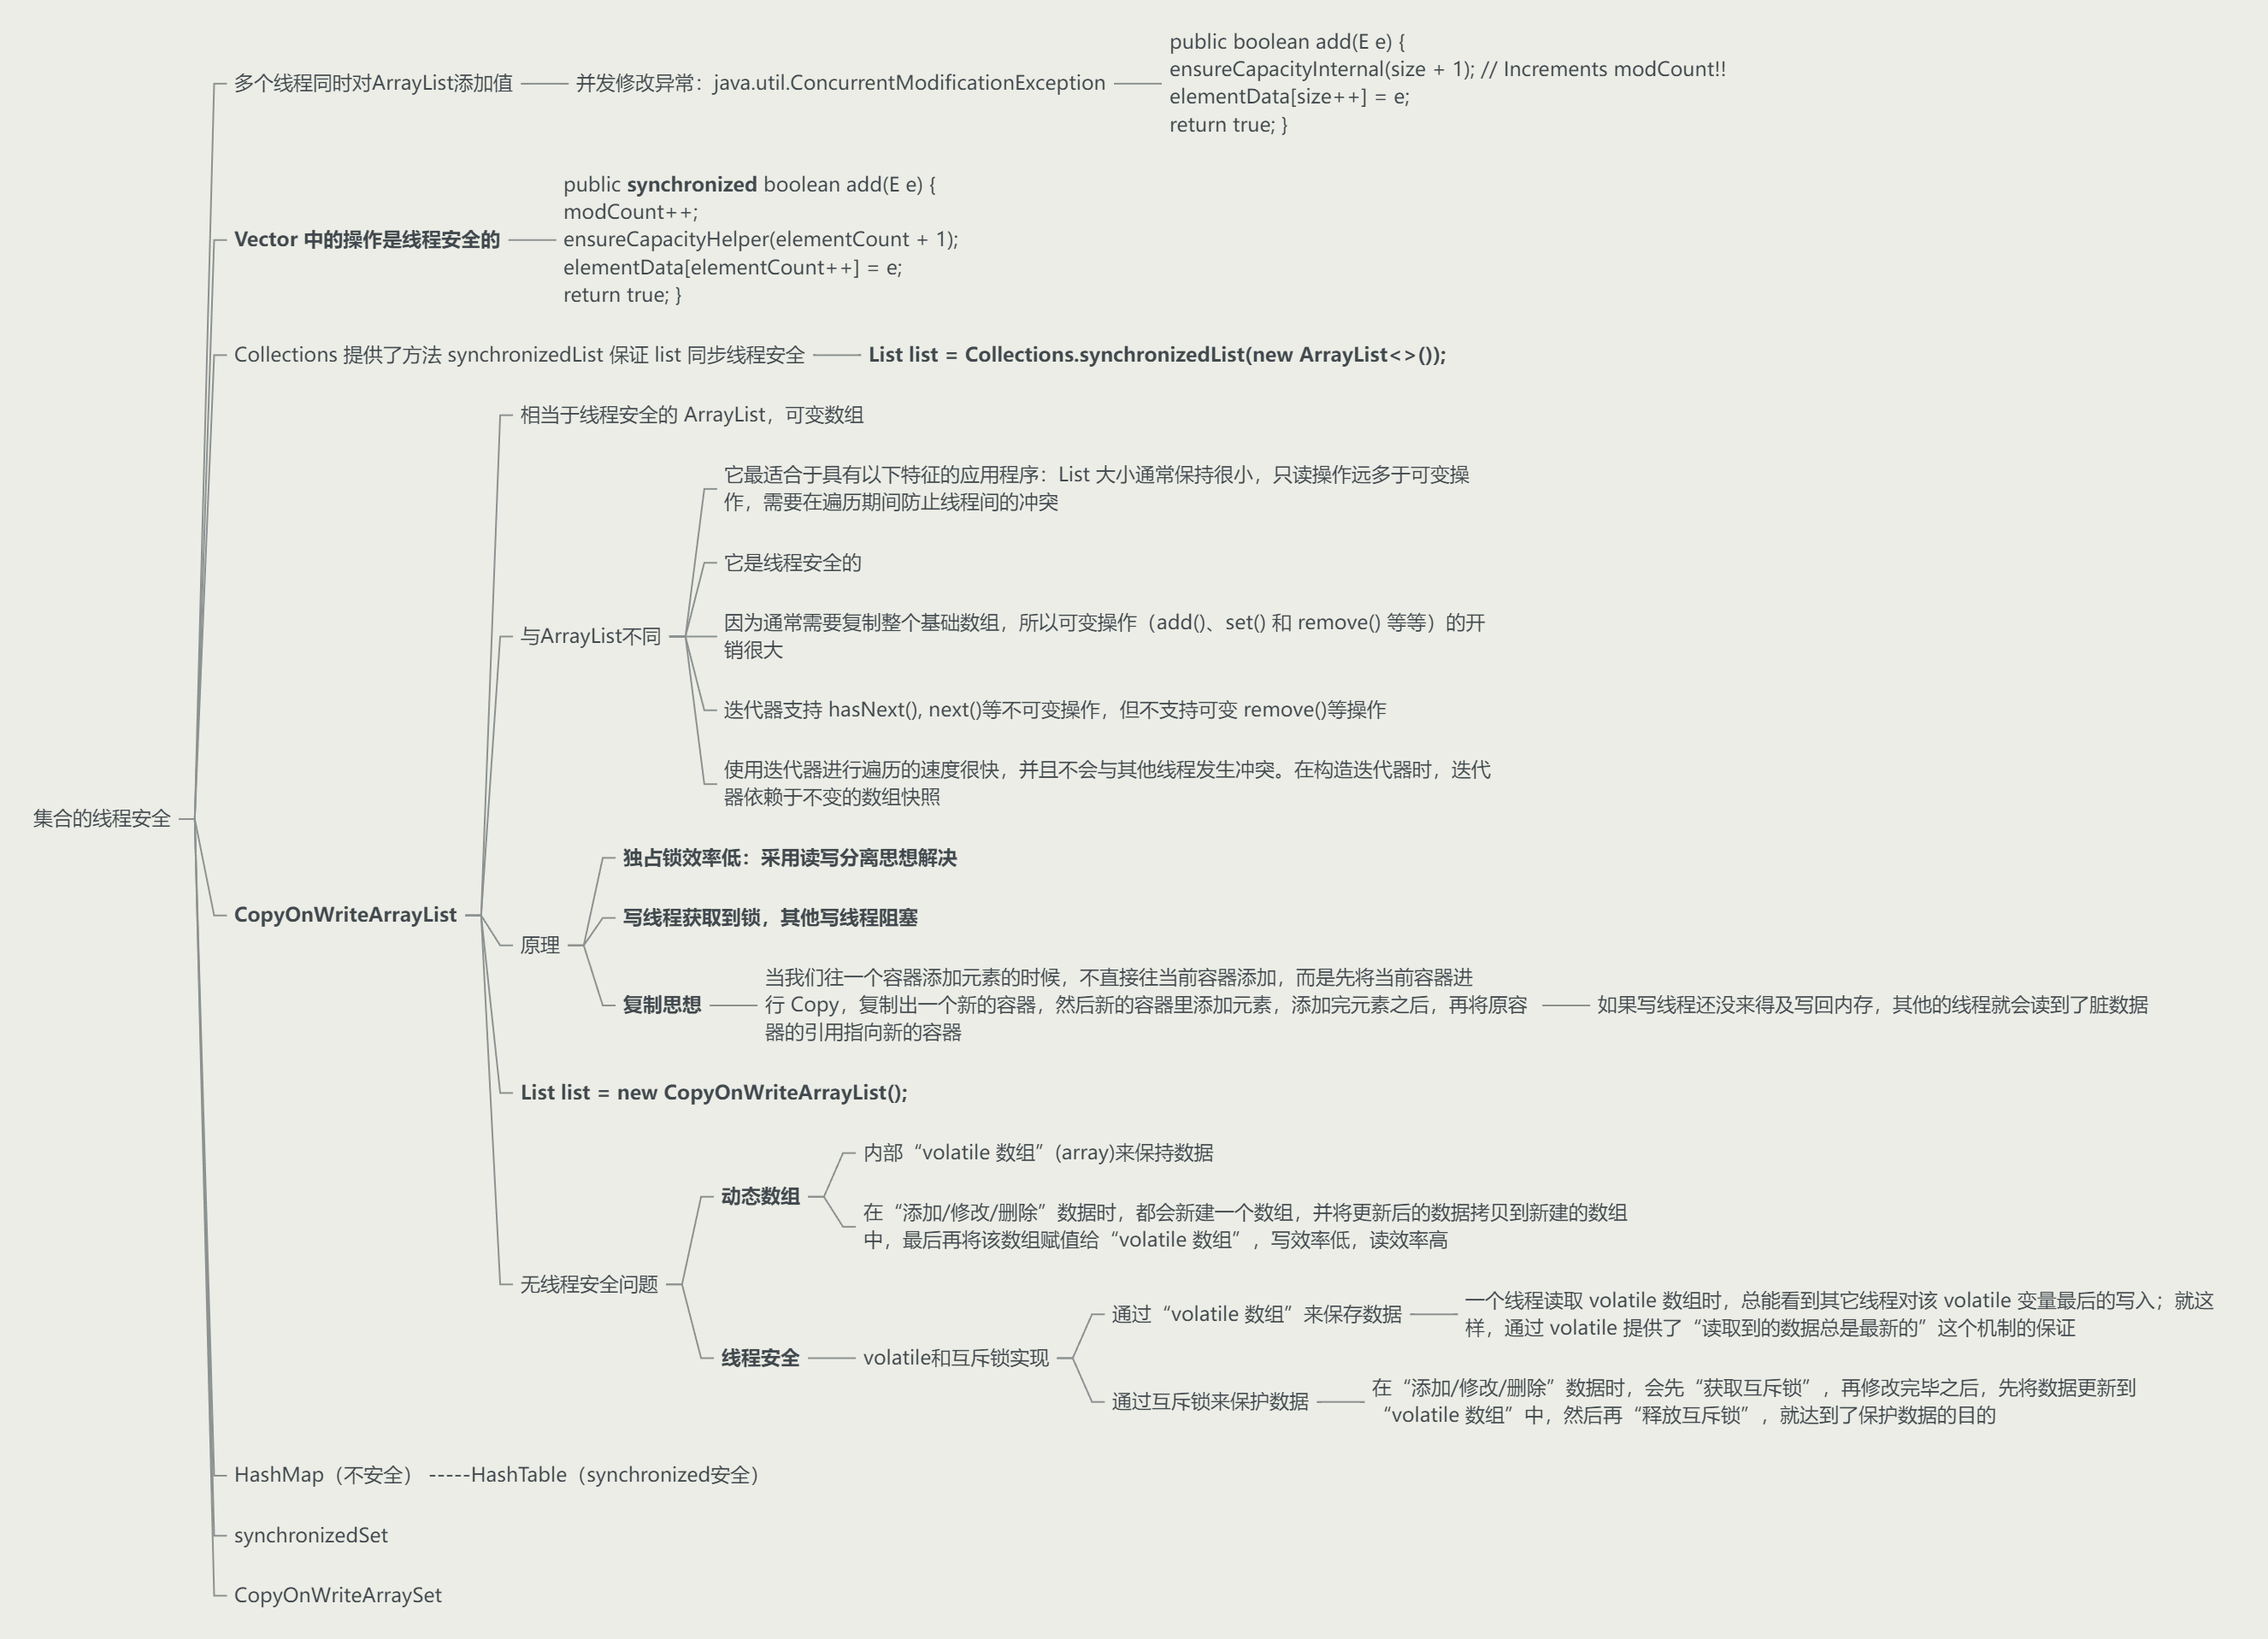 多个线程同时对ArrayList添加值
并发修改异常：java.util.ConcurrentModificationException
public boolean add(E e) {
ensureCapacityInternal(size + 1); // Increments modCount!!
elementData[size++] = e;
return true; }
Vector 中的操作是线程安全的
public synchronized boolean add(E e) {
modCount++;
ensureCapacityHelper(elementCount + 1);
elementData[elementCount++] = e;
return true; }
Collections 提供了方法 synchronizedList 保证 list 同步线程安全
List list = Collections.synchronizedList(new ArrayList<>());
集合的线程安全
CopyOnWriteArrayList
相当于线程安全的 ArrayList，可变数组
与ArrayList不同
它最适合于具有以下特征的应用程序：List 大小通常保持很小，只读操作远多于可变操
作，需要在遍历期间防止线程间的冲突
它是线程安全的
因为通常需要复制整个基础数组，所以可变操作（add()、set() 和 remove() 等等）的开
销很大
迭代器支持 hasNext(), next()等不可变操作，但不支持可变 remove()等操作
使用迭代器进行遍历的速度很快，并且不会与其他线程发生冲突。在构造迭代器时，迭代
器依赖于不变的数组快照
原理
独占锁效率低：采用读写分离思想解决
写线程获取到锁，其他写线程阻塞
复制思想
当我们往一个容器添加元素的时候，不直接往当前容器添加，而是先将当前容器进
行 Copy，复制出一个新的容器，然后新的容器里添加元素，添加完元素之后，再将原容
器的引用指向新的容器
如果写线程还没来得及写回内存，其他的线程就会读到了脏数据
List list = new CopyOnWriteArrayList();
无线程安全问题
动态数组
内部“volatile 数组”(array)来保持数据
在“添加/修改/删除”数据时，都会新建一个数组，并将更新后的数据拷贝到新建的数组
中，最后再将该数组赋值给“volatile 数组”，写效率低，读效率高
线程安全
volatile和互斥锁实现
通过“volatile 数组”来保存数据
一个线程读取 volatile 数组时，总能看到其它线程对该 volatile 变量最后的写入；就这
样，通过 volatile 提供了“读取到的数据总是最新的”这个机制的保证
通过互斥锁来保护数据
在“添加/修改/删除”数据时，会先“获取互斥锁”，再修改完毕之后，先将数据更新到
“volatile 数组”中，然后再“释放互斥锁”，就达到了保护数据的目的
HashMap（不安全） -----HashTable（synchronized安全）
synchronizedSet
CopyOnWriteArraySet